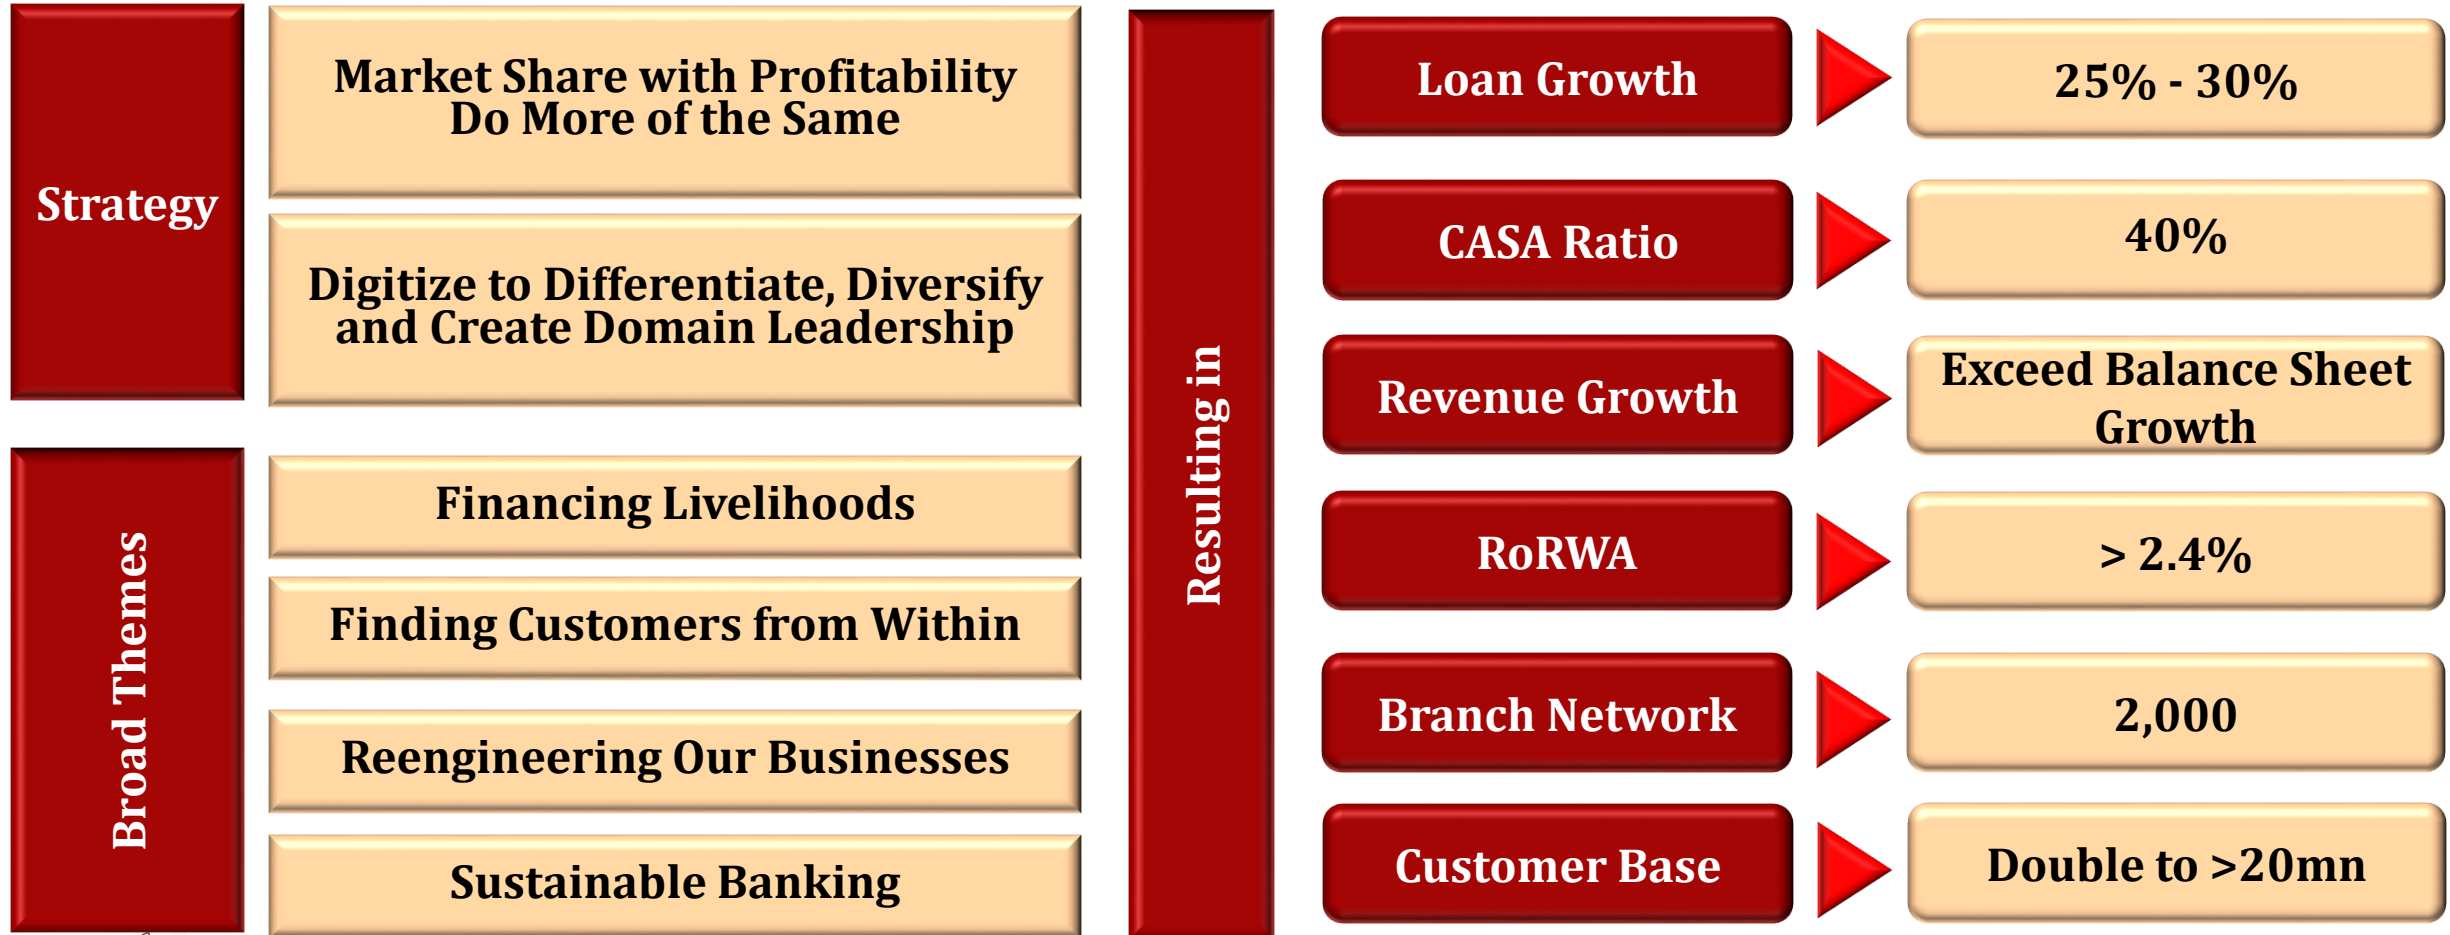 Strategy
Market Share with Profitability
Do More of the Same
Digitize to Differentiate, Diversify
and Create Domain Leadership
Broad Themes
Financing Livelihoods
Finding Customers from Within
Reengineering Our Businesses
Sustainable Banking
Resulting in
Loan Growth
25% - 30%
CASA Ratio
40%
Revenue Growth
Exceed Balance Sheet
Growth
RoRWA
> 2.4%
Branch Network
2,000
Customer Base
Double to >20mn